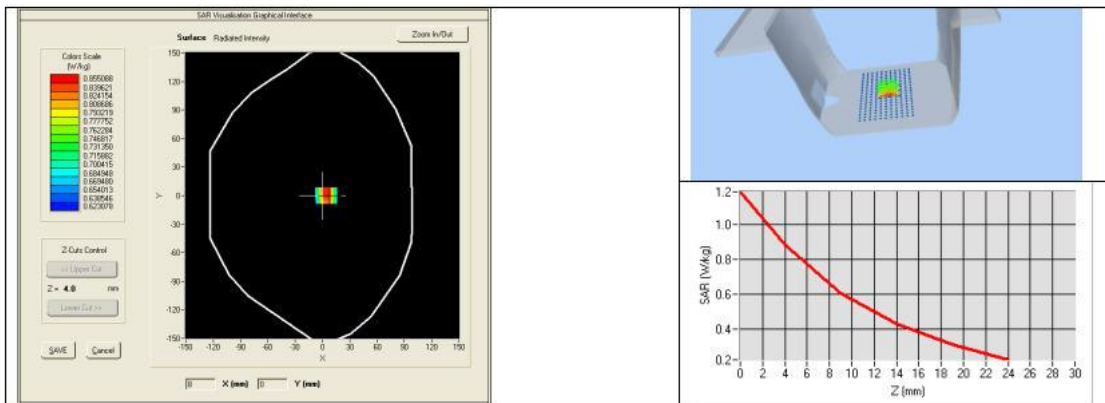 SAR Visualisation Graphical Interface
Surface Radiated Intensity
Zoom In/Out
Colors Scale
(W/kg)
0.855088
0.839621
0.824154
0.808686
0.793219
0.777752
0.762284
0.746817
0.731350
0.715882
0.700415
0.684948
0.669480
0.654013
0.638546
0.623078
Z-Cuts Control
<< Upper Cut
Z = 4.0 mm
Lower Cut >>
SAVE Cancel
150
120
90
60
30
0
-30
-60
-90
-120
-150
Y
-150 -120 -90 -60 -30 0 30 60 90 120 150
X
8 X (mm) 0 Y (mm)
SAR (W/kg)
1.2
1.0
0.8
0.6
0.4
0.2
0 2 4 6 8 10 12 14 16 18 20 22 24 26 28 30
Z (mm)